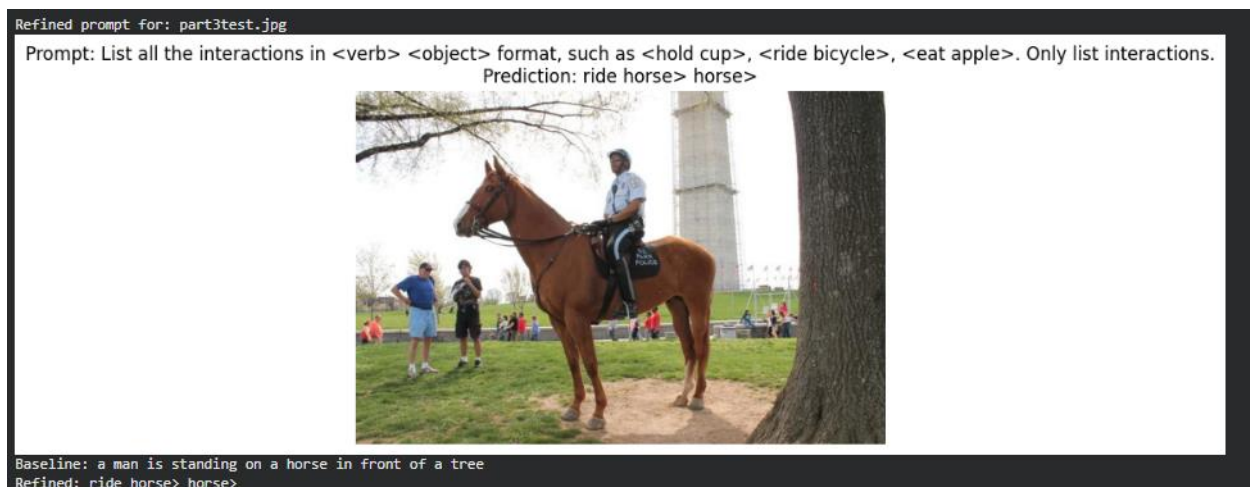 Refined prompt for: part3test.jpg
Prompt: List all the interactions in <verb> <object> format, such as <hold cup>, <ride bicycle>, <eat apple>. Only list interactions.
Prediction: ride horse> horse>
PARK
POLICE
Baseline: a man is standing on a horse in front of a tree
Refined: ride horse> horse>